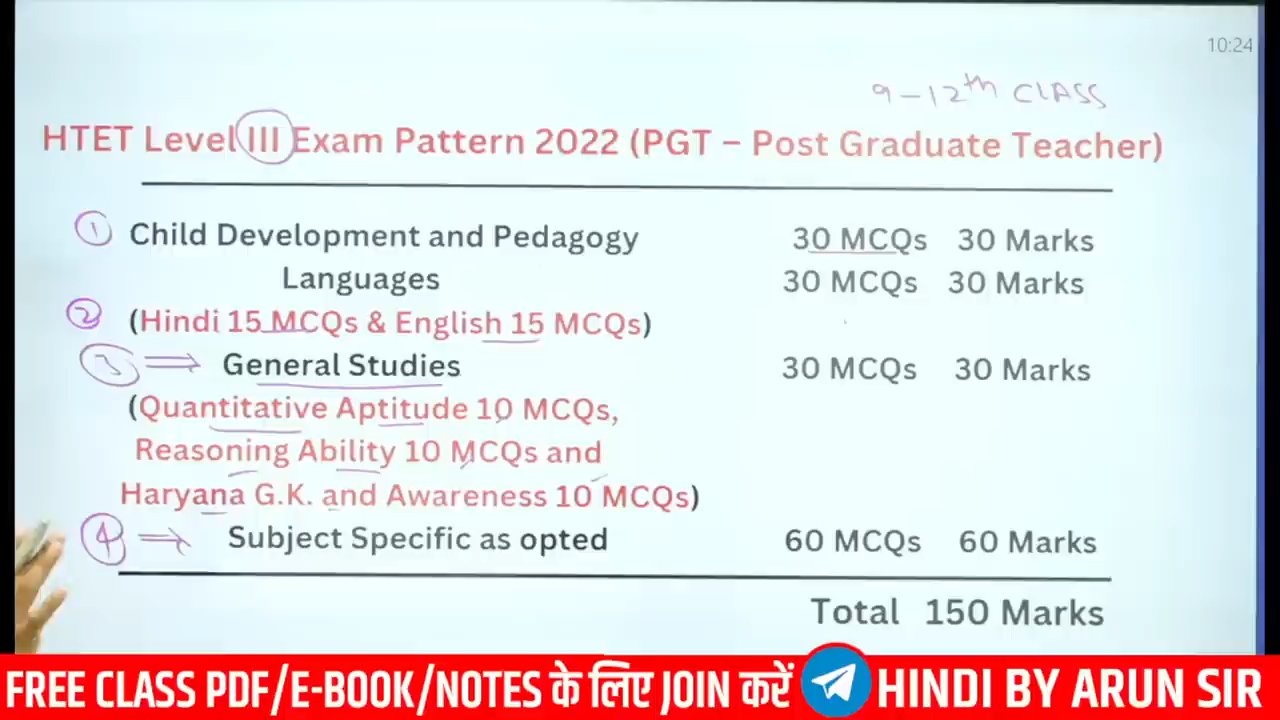 10:24
9-12th CLASS
HTET Level III Exam Pattern 2022 (PGT – Post Graduate Teacher)
1 Child Development and Pedagogy 30 MCQs 30 Marks
Languages 30 MCQs 30 Marks
2 (Hindi 15 MCQs & English 15 MCQs)
3 ⇒ General Studies 30 MCQs 30 Marks
(Quantitative Aptitude 10 MCQs,
Reasoning Ability 10 MCQs and
Haryana G.K. and Awareness 10 MCQs)
4 ⇒ Subject Specific as opted 60 MCQs 60 Marks
Total 150 Marks
FREE CLASS PDF/E-BOOK/NOTES के लिए JOIN करें HINDI BY ARUN SIR